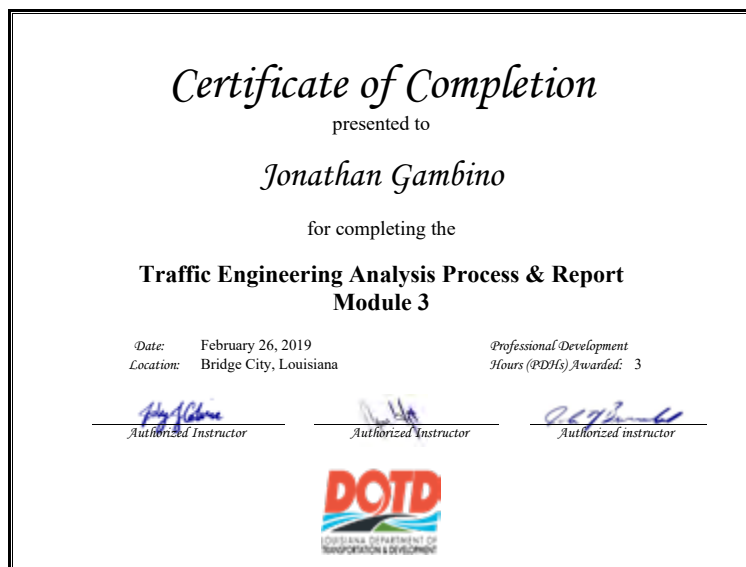 Certificate of Completion
presented to
Jonathan Gambino
for completing the
Traffic Engineering Analysis Process & Report
Module 3
Date: February 26, 2019
Location: Bridge City, Louisiana
Professional Development
Hours (PDHs) Awarded: 3
Authorized Instructor
Authorized Instructor
Authorized instructor
DOTD
LOUISIANA DEPARTMENT OF
TRANSPORTATION & DEVELOPMENT